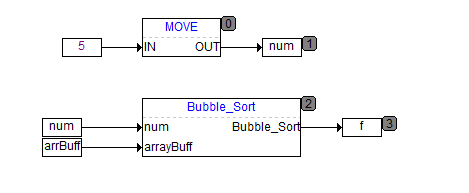 MOVE 0
5 IN OUT num 1
Bubble_Sort 2
num num Bubble_Sort f 3
arrBuff arrayBuff